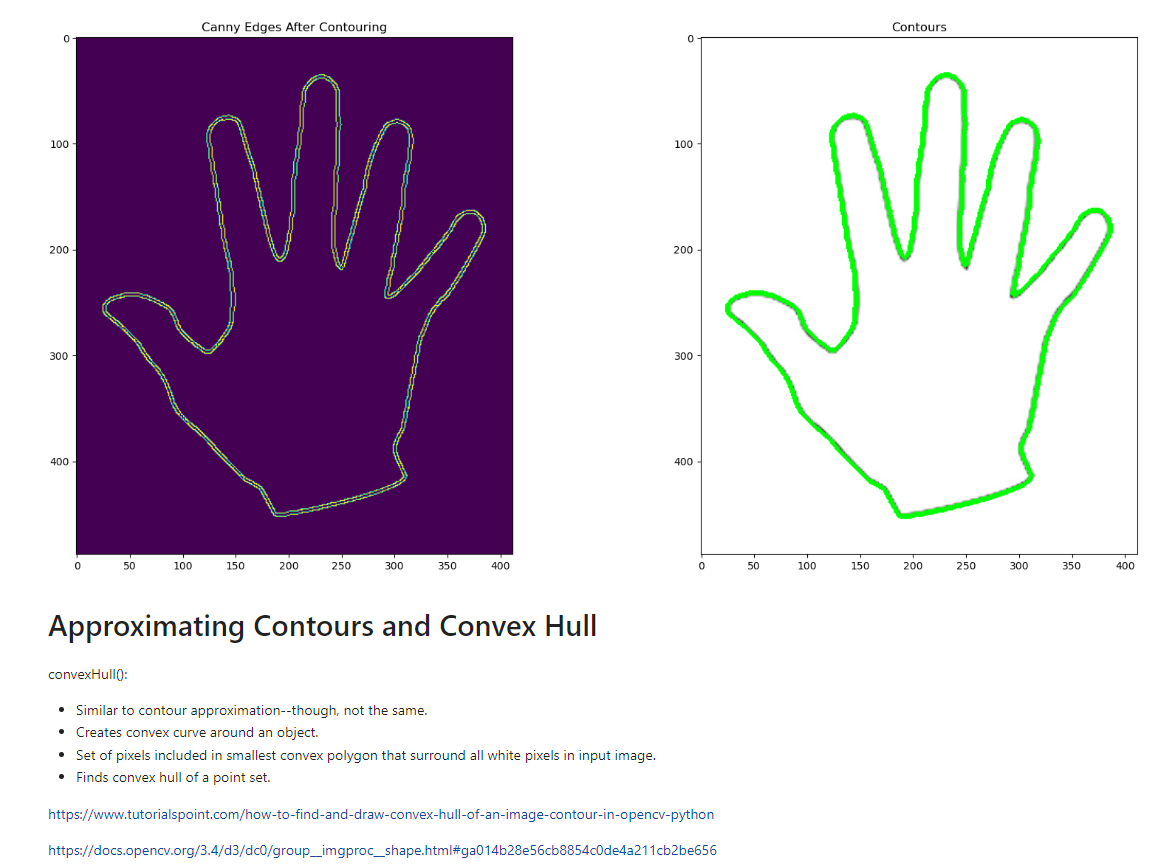 Canny Edges After Contouring
0
100
200
300
400
0 50 100 150 200 250 300 350 400
Contours
0
100
200
300
400
0 50 100 150 200 250 300 350 400
Approximating Contours and Convex Hull
convexHull():
• Similar to contour approximation--though, not the same.
• Creates convex curve around an object.
• Set of pixels included in smallest convex polygon that surround all white pixels in input image.
• Finds convex hull of a point set.
https://www.tutorialspoint.com/how-to-find-and-draw-convex-hull-of-an-image-contour-in-opencv-python
https://docs.opencv.org/3.4/d3/dc0/group__imgproc__shape.html#ga014b28e56cb8854c0de4a211cb2be656